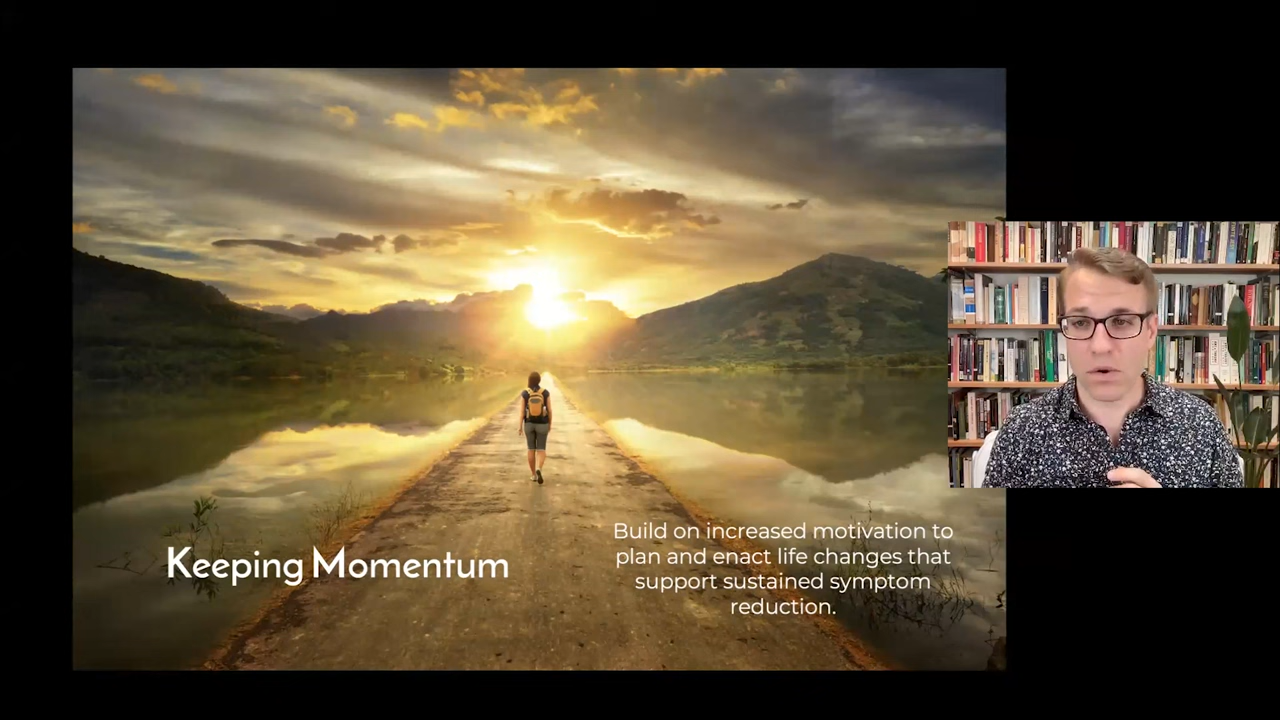 Keeping Momentum
Build on increased motivation to
plan and enact life changes that
support sustained symptom
reduction.